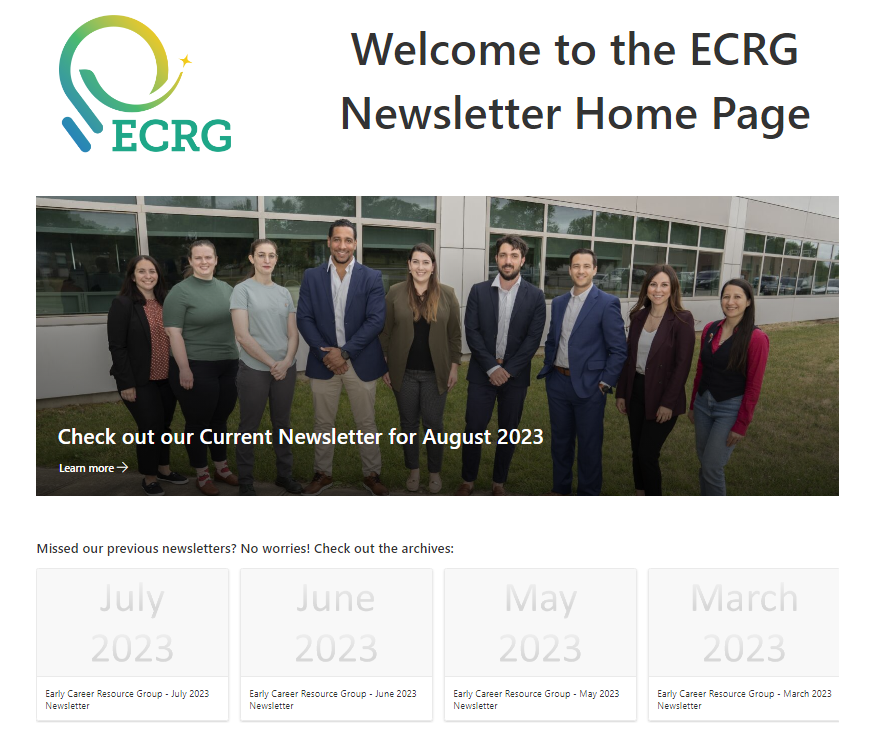 ECRG
Welcome to the ECRG
Newsletter Home Page
Check out our Current Newsletter for August 2023
Learn more
Missed our previous newsletters? No worries! Check out the archives:
July
2023
Early Career Resource Group - July 2023
Newsletter
June
2023
Early Career Resource Group - June 2023
Newsletter
May
2023
Early Career Resource Group - May 2023
Newsletter
March
2023
Early Career Resource Group - March 2023
Newsletter